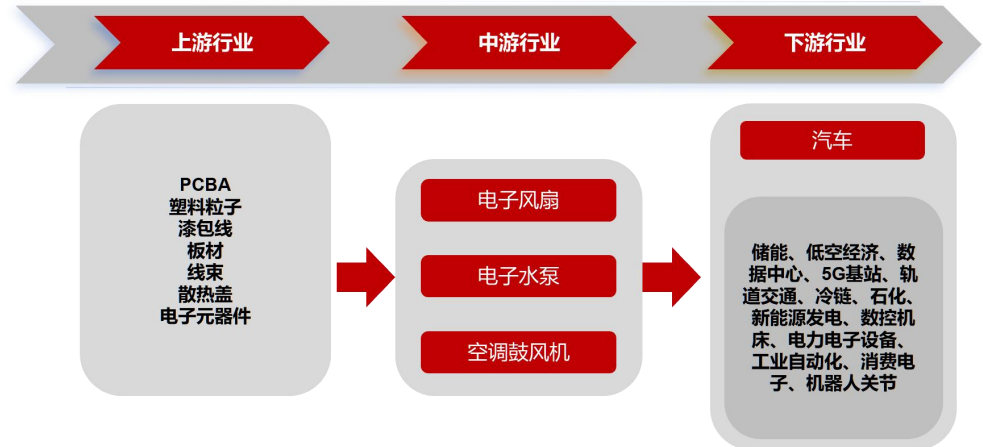 上游行业
中游行业
下游行业
PCBA
塑料粒子
漆包线
板材
线束
散热盖
电子元器件
电子风扇
电子水泵
空调鼓风机
汽车
储能、低空经济、数
据中心、5G基站、轨
道交通、冷链、石化、
新能源发电、数控机
床、电力电子设备、
工业自动化、消费电
子、机器人关节